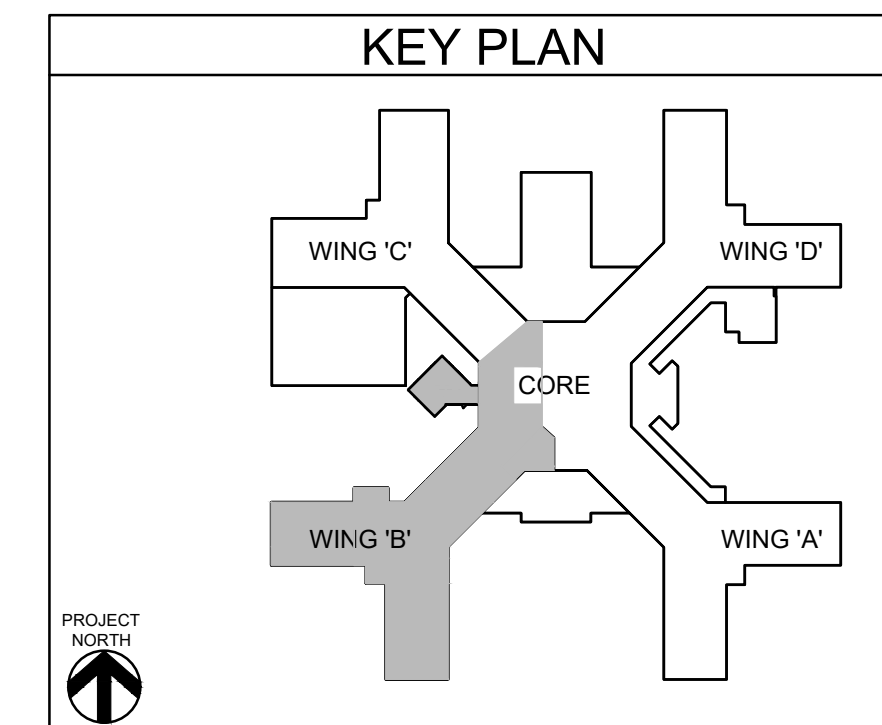 KEY PLAN
WING 'C'
WING 'D'
CORE
WING 'B'
WING 'A'
PROJECT
NORTH